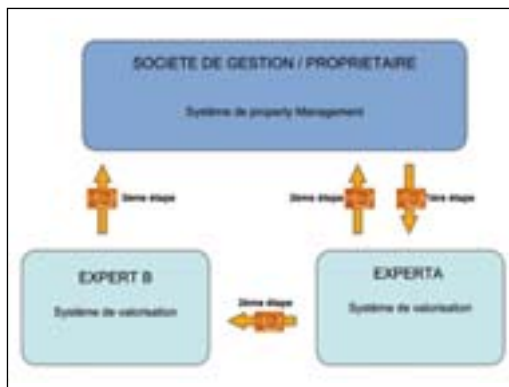 SOCIETE DE GESTION / PROPRIETAIRE
Système de property Management
3ème étape
2ème étape
1ère étape
EXPERT B
Système de valorisation
2ème étape
EXPERTA
Système de valorisation